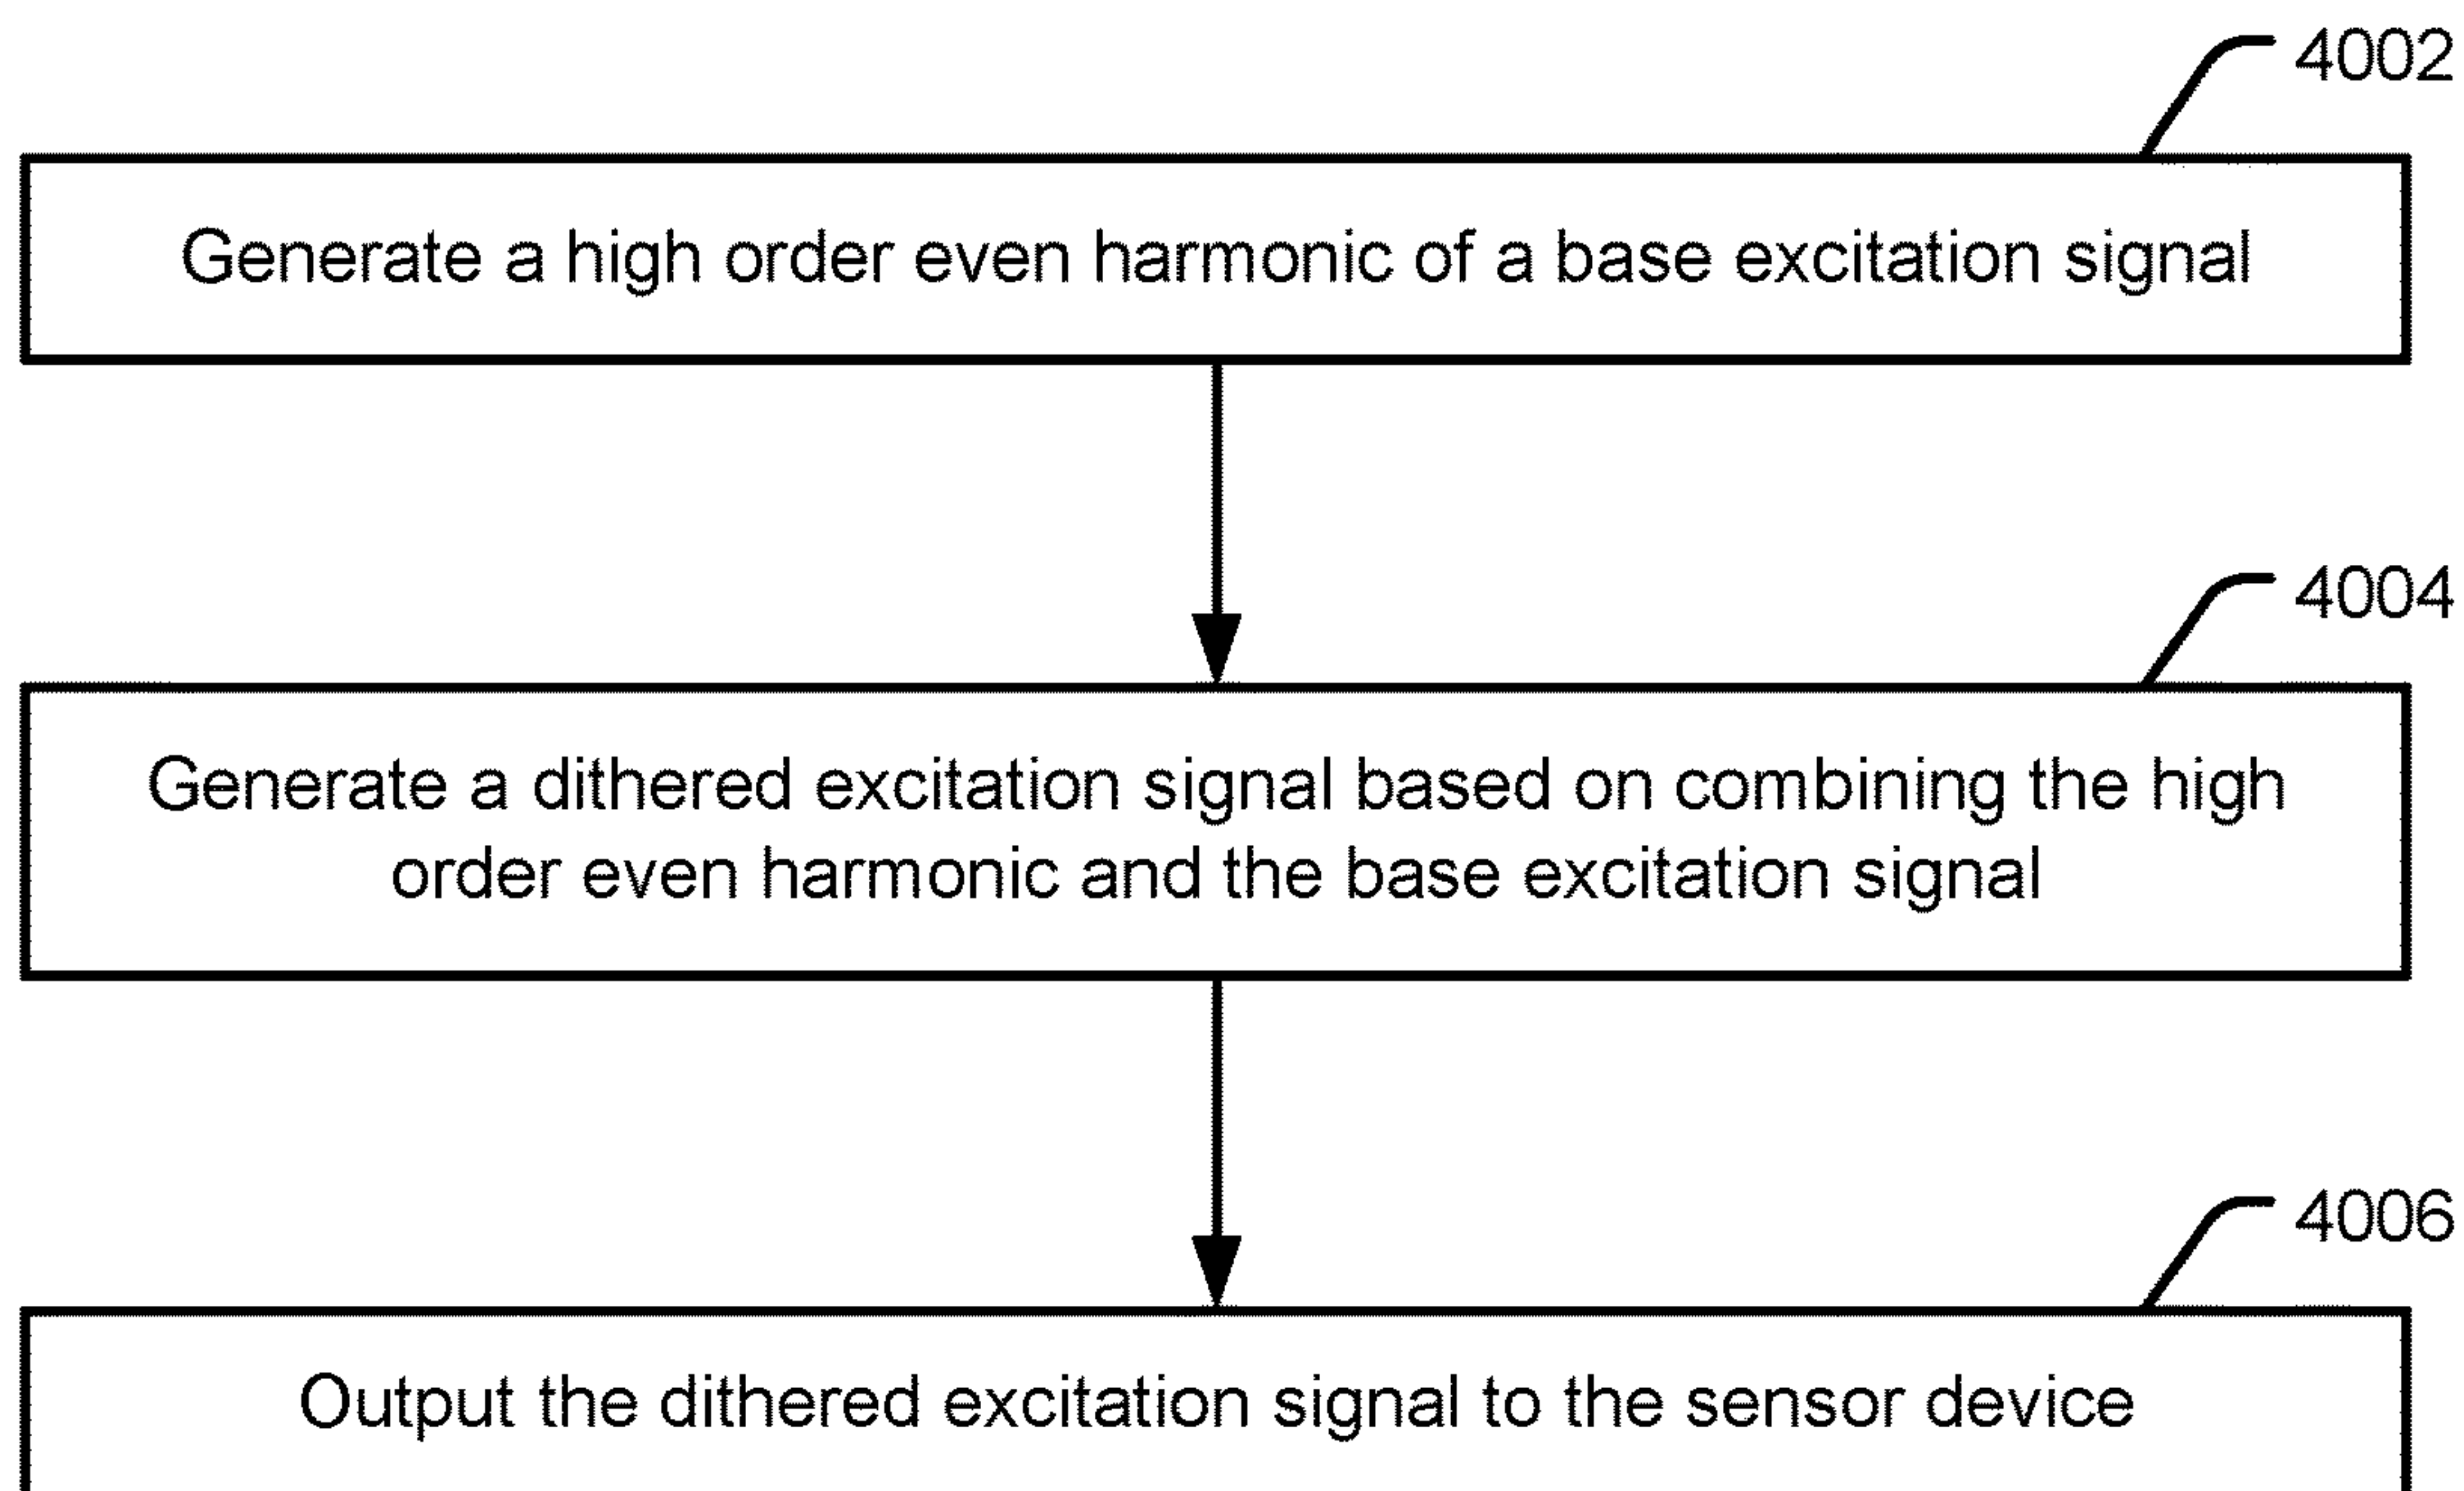 4002
Generate a high order even harmonic of a base excitation signal
4004
Generate a dithered excitation signal based on combining the high
order even harmonic and the base excitation signal
4006
Output the dithered excitation signal to the sensor device